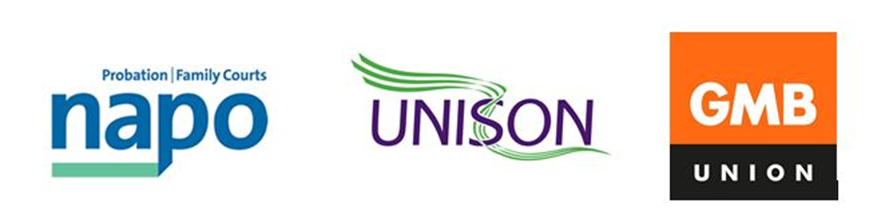 Probation|Family Courts
napo
UNISON
GMB
UNION